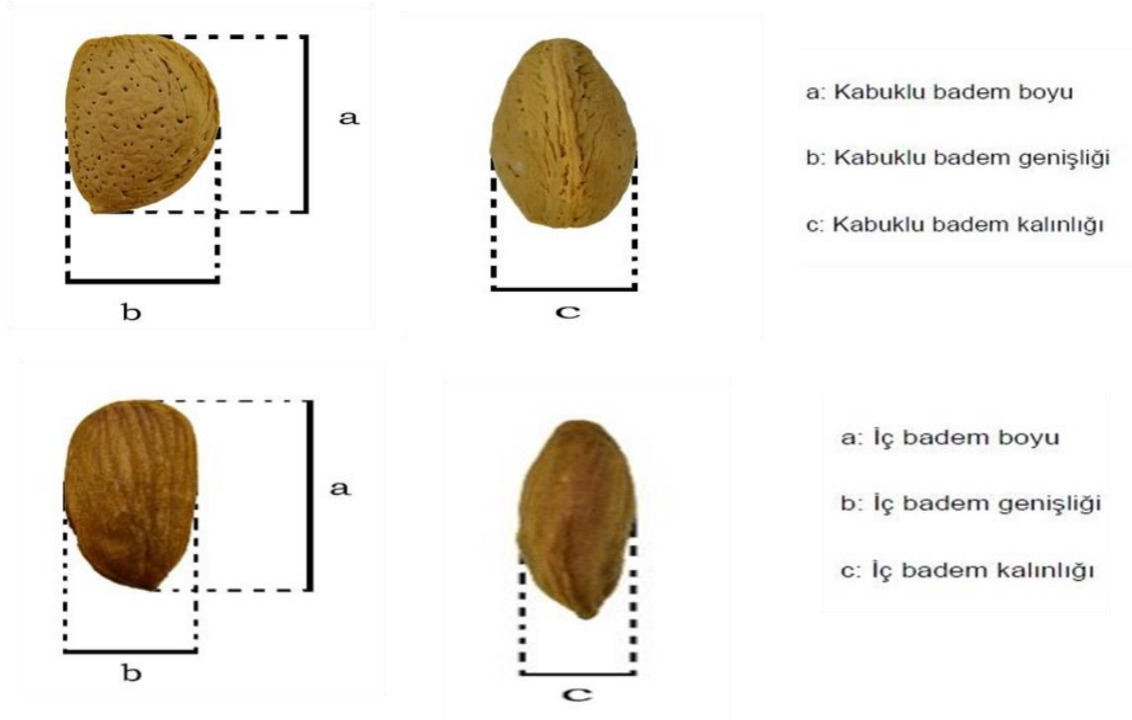 a
b
c
a: Kabuklu badem boyu
b: Kabuklu badem genişliği
c: Kabuklu badem kalınlığı
a
b
c
a: İç badem boyu
b: İç badem genişliği
c: İç badem kalınlığı